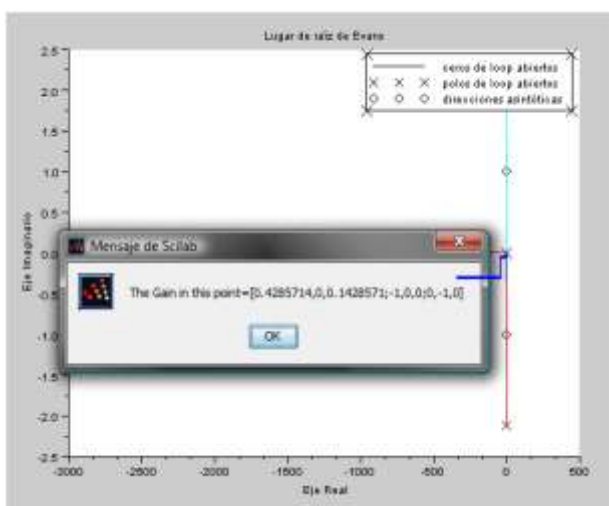 Lugar de raíz de Evans
ceros de loop abiertos
polos de loop abiertos
direcciones asintóticas
2.5
2.0
1.5
1.0
0.5
0.0
-0.5
-1.0
-1.5
-2.0
-2.5
Eje Imaginario
Mensaje de Scilab
The Gain in this point=[0.4285714,0,0.1428571;-1,0,0;0,-1,0]
OK
-3000 -2500 -2000 -1500 -1000 -500 0 500
Eje Real